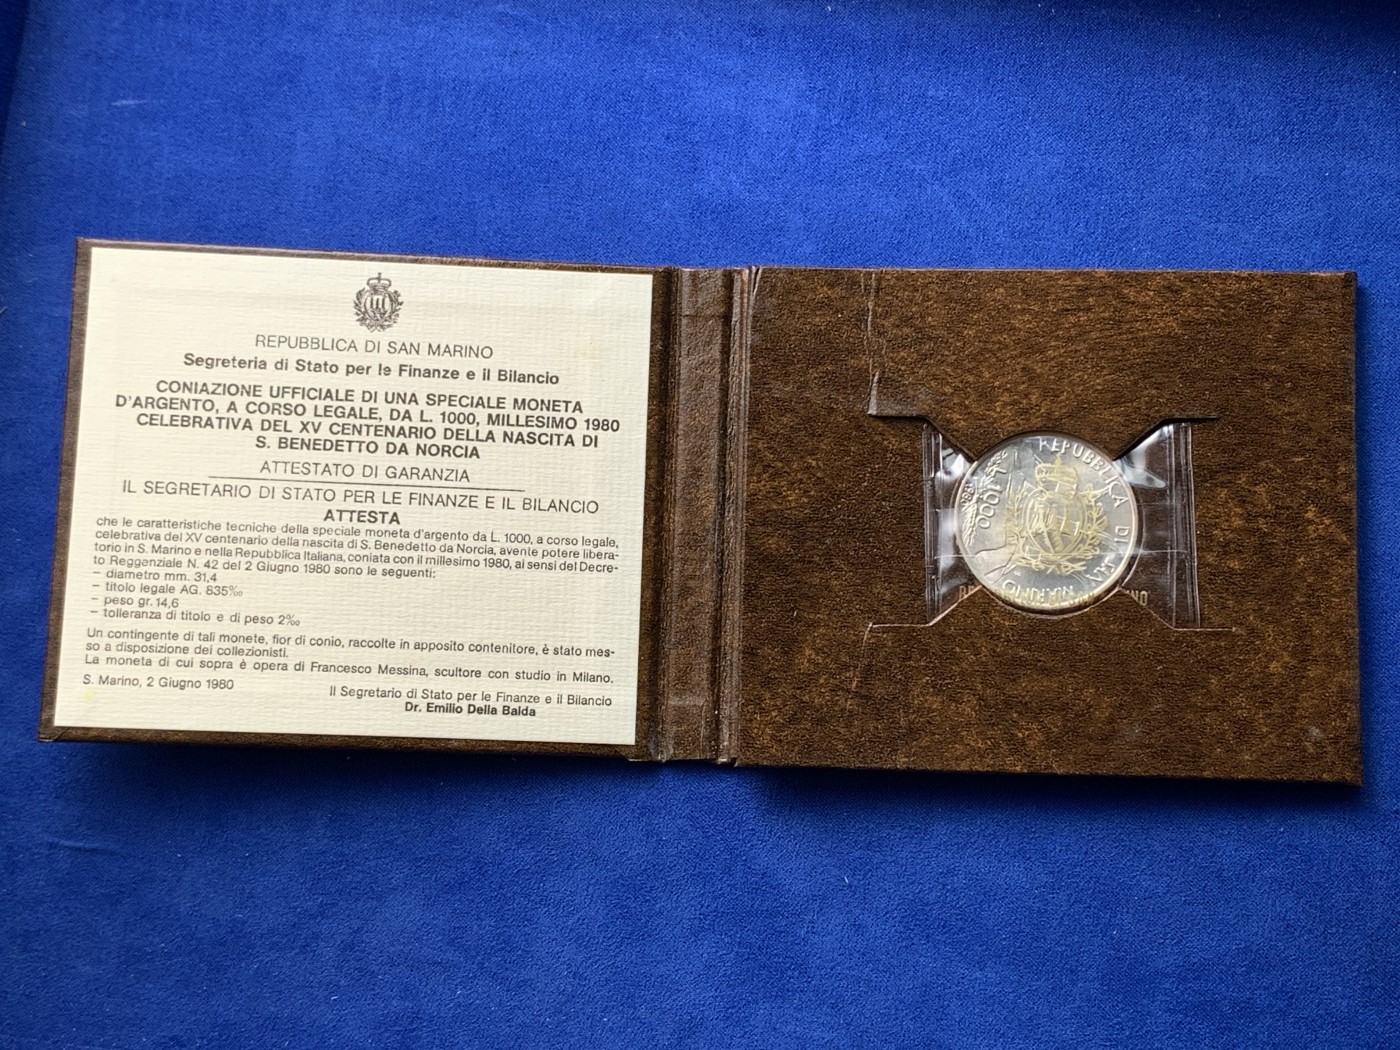 REPUBBLICA DI SAN MARINO
Segreteria di Stato per le Finanze e il Bilancio
CONIAZIONE UFFICIALE DI UNA SPECIALE MONETA
D'ARGENTO, A CORSO LEGALE, DA L. 1000, MILLESIMO 1980
CELEBRATIVA DEL XV CENTENARIO DELLA NASCITA DI
S. BENEDETTO DA NORCIA
ATTESTATO DI GARANZIA
IL SEGRETARIO DI STATO PER LE FINANZE E IL BILANCIO
ATTESTA
che le caratteristiche tecniche della speciale moneta d'argento da L. 1000, a corso legale,
celebrativa del XV centenario della nascita di S. Benedetto da Norcia, avente potere libera-
torio in S. Marino e nella Repubblica Italiana, coniata con il millesimo 1980, ai sensi del Decre-
to Reggenziale N. 42 del 2 Giugno 1980 sono le seguenti:
– diametro mm. 31,4
– titolo legale AG. 835‰
– peso gr. 14,6
– tolleranza di titolo e di peso 2‰
Un contingente di tali monete, fior di conio, raccolte in apposito contenitore, è stato mes-
so a disposizione dei collezionisti.
La moneta di cui sopra è opera di Francesco Messina, scultore con studio in Milano.
S. Marino, 2 Giugno 1980
Il Segretario di Stato per le Finanze e il Bilancio
Dr. Emilio Della Balda
REPUBBLICA DI SAN MARINO
L. 1000